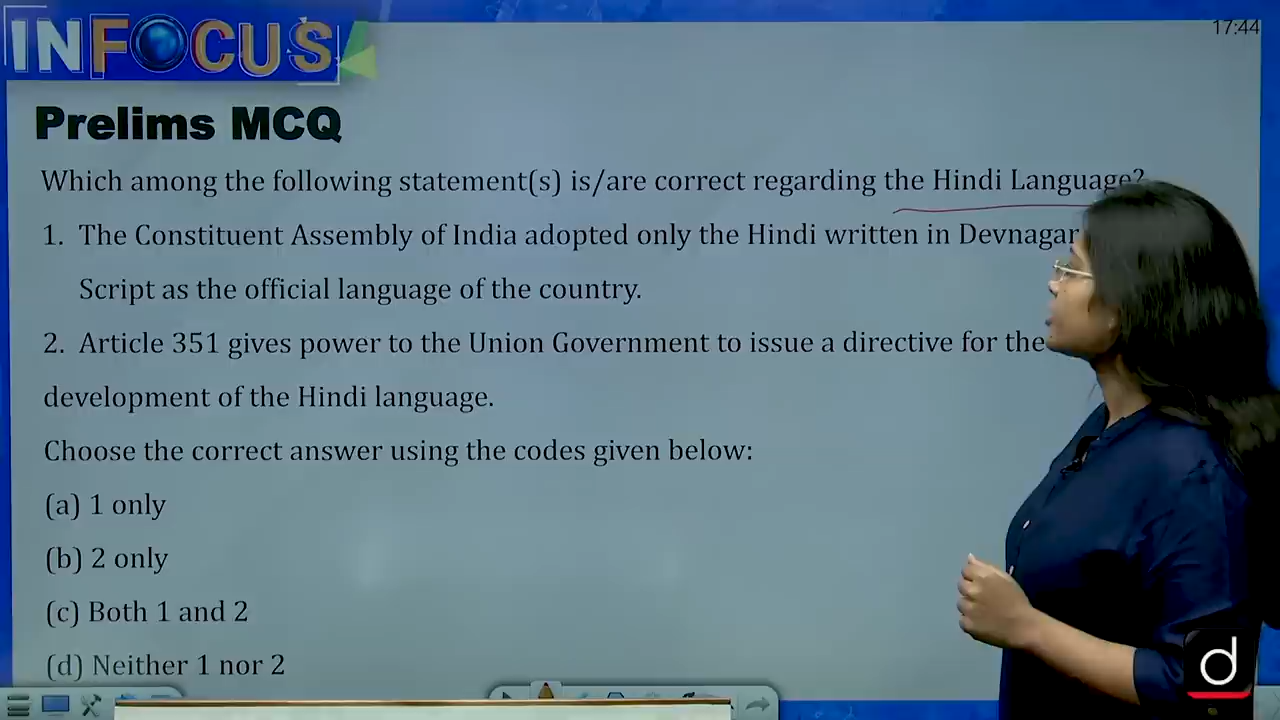 INFOCUS
17:44
Prelims MCQ
Which among the following statement(s) is/are correct regarding the Hindi Language?
1. The Constituent Assembly of India adopted only the Hindi written in Devnagar
Script as the official language of the country.
2. Article 351 gives power to the Union Government to issue a directive for the
development of the Hindi language.
Choose the correct answer using the codes given below:
(a) 1 only
(b) 2 only
(c) Both 1 and 2
(d) Neither 1 nor 2
d